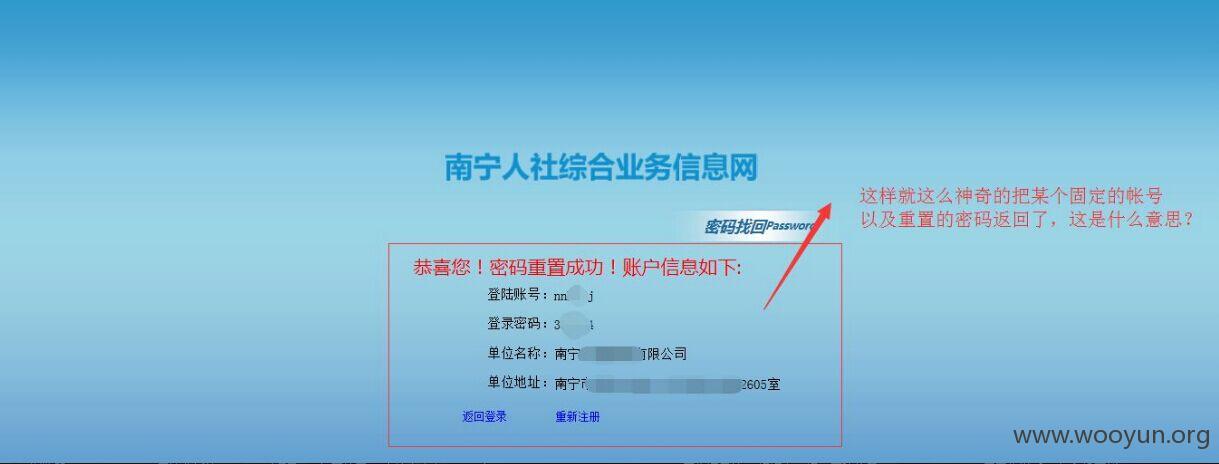 南宁人社综合业务信息网
这样就这么神奇的把某个固定的帐号
以及重置的密码返回了，这是什么意思？
密码找回Password
恭喜您！密码重置成功！账户信息如下:
登陆账号： nn j
登录密码： 3 4
单位名称： 南宁 有限公司
单位地址： 南宁市 2605室
返回登录 重新注册
www.wooyun.org